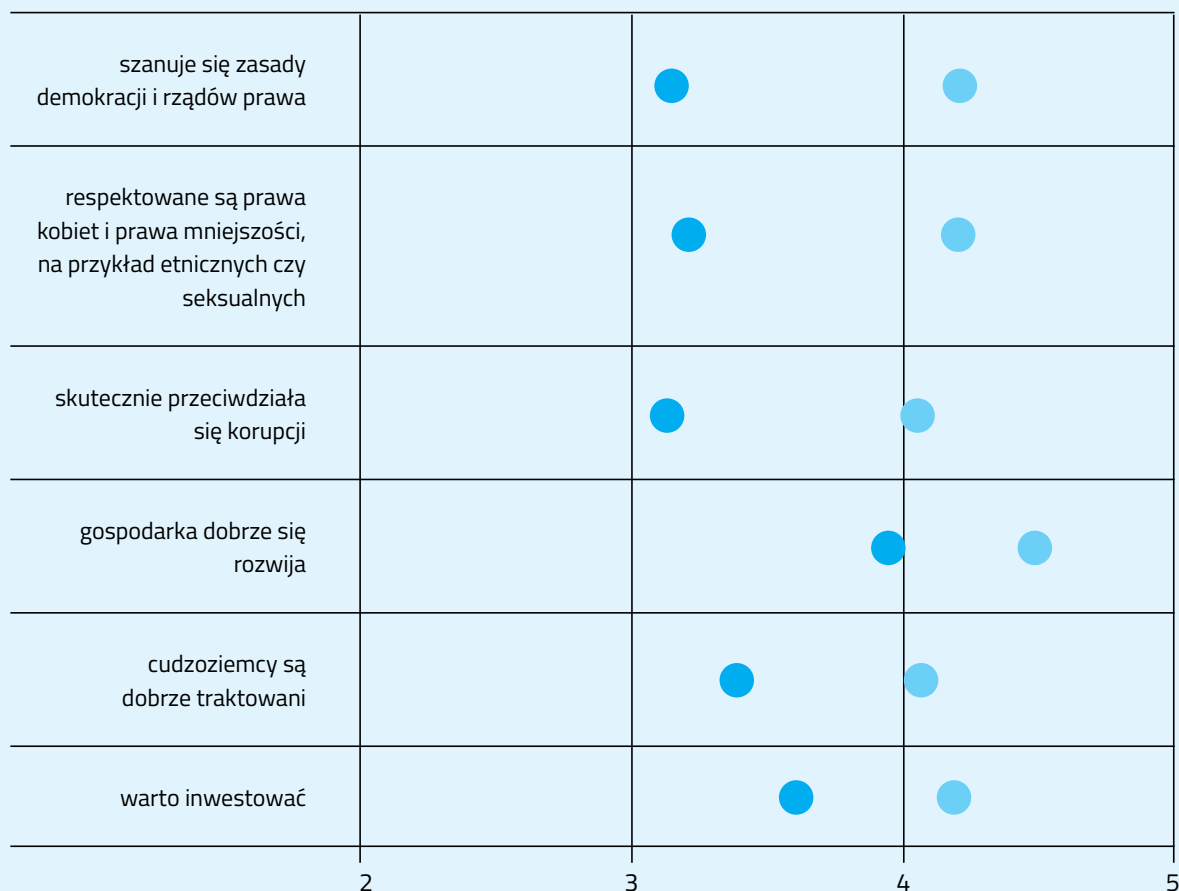 szanuje się zasady
demokracji i rządów prawa
respektowane są prawa
kobiet i prawa mniejszości,
na przykład etnicznych czy
seksualnych
skutecznie przeciwdziała
się korupcji
gospodarka dobrze się
rozwija
cudzoziemcy są
dobrze traktowani
warto inwestować
2 3 4 5